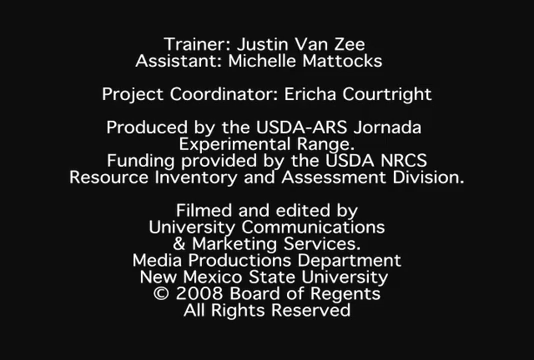 Trainer: Justin Van Zee
Assistant: Michelle Mattocks
Project Coordinator: Ericha Courtright
Produced by the USDA-ARS Jornada
Experimental Range.
Funding provided by the USDA NRCS
Resource Inventory and Assessment Division.
Filmed and edited by
University Communications
& Marketing Services.
Media Productions Department
New Mexico State University
© 2008 Board of Regents
All Rights Reserved